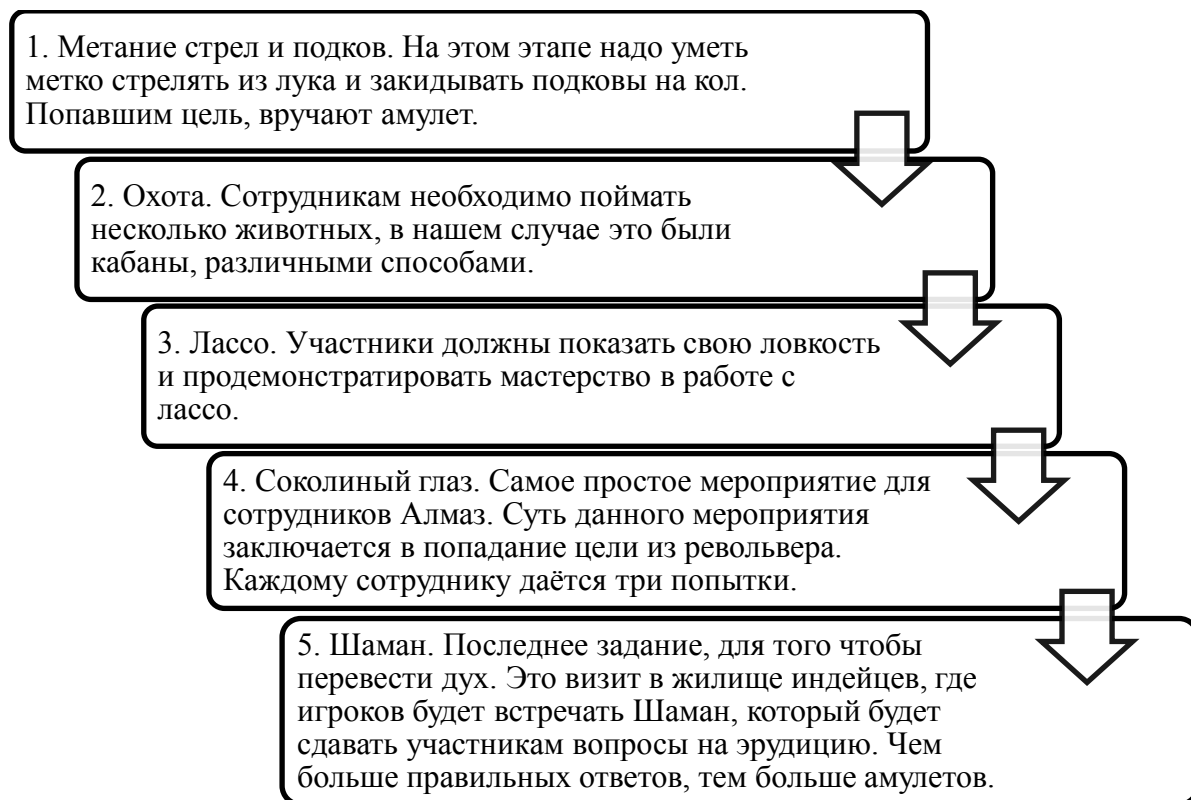 1. Метание стрел и подков. На этом этапе надо уметь
метко стрелять из лука и закидывать подковы на кол.
Попавшим цель, вручают амулет.
2. Охота. Сотрудникам необходимо поймать
несколько животных, в нашем случае это были
кабаны, различными способами.
3. Лассо. Участники должны показать свою ловкость
и продемонстратировать мастерство в работе с
лассо.
4. Соколиный глаз. Самое простое мероприятие для
сотрудников Алмаз. Суть данного мероприятия
заключается в попадание цели из револьвера.
Каждому сотруднику даётся три попытки.
5. Шаман. Последнее задание, для того чтобы
перевести дух. Это визит в жилище индейцев, где
игроков будет встречать Шаман, который будет
сдавать участникам вопросы на эрудицию. Чем
больше правильных ответов, тем больше амулетов.